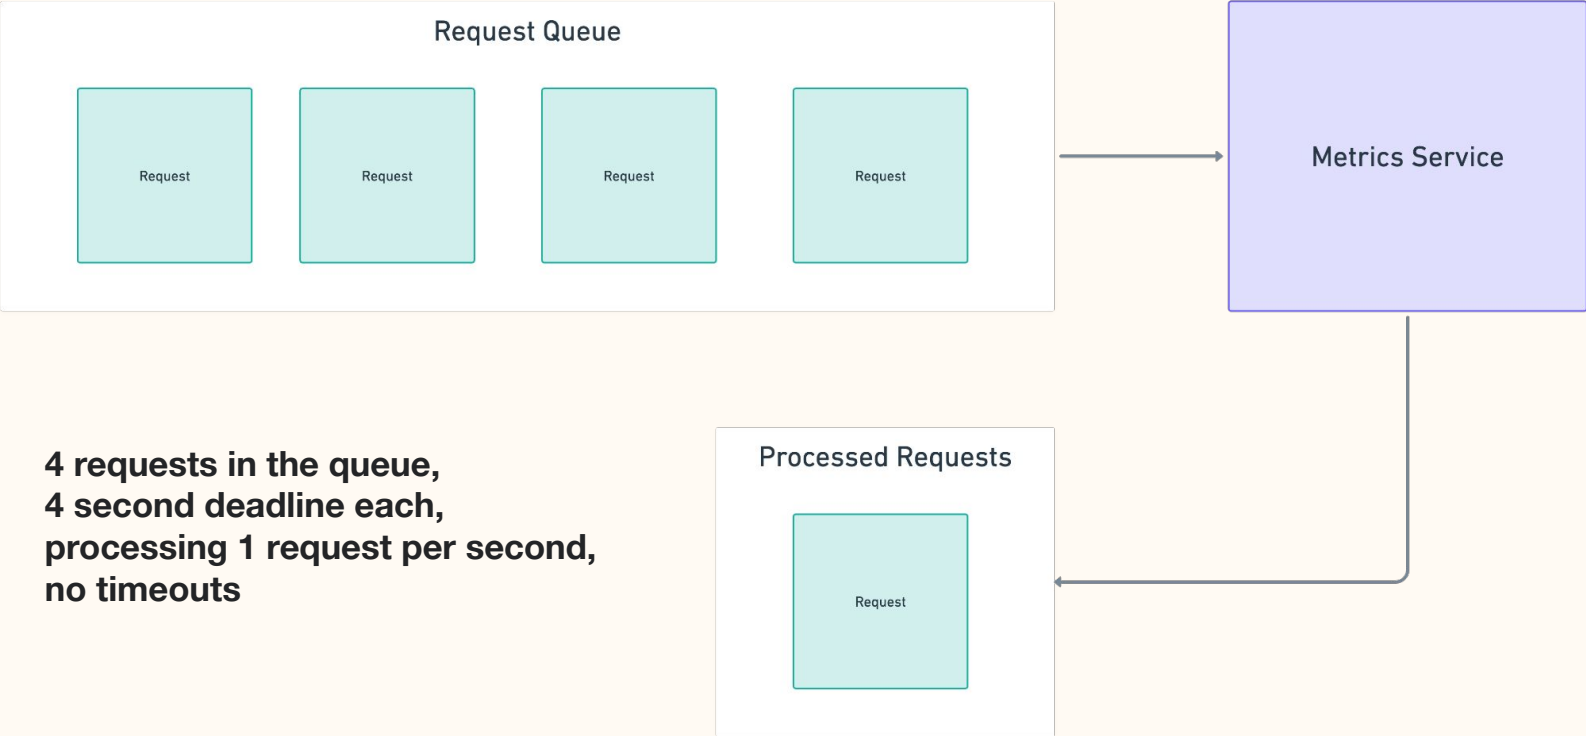 Request Queue
Request
Request
Request
Request
Metrics Service
4 requests in the queue,
4 second deadline each,
processing 1 request per second,
no timeouts
Processed Requests
Request